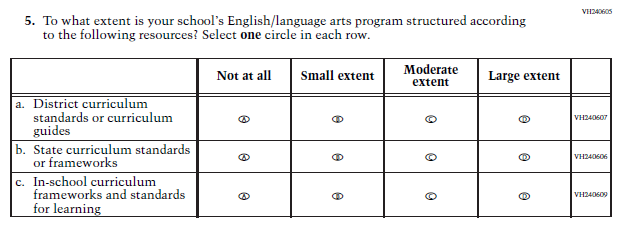 VH240605
5. To what extent is your school's English/language arts program structured according
to the following resources? Select one circle in each row.
Not at all Small extent Moderate extent Large extent
a. District curriculum
standards or curriculum
guides
A B C D VH240607
b. State curriculum standards
or frameworks
A B C D VH240606
c. In-school curriculum
frameworks and standards
for learning
A B C D VH240609